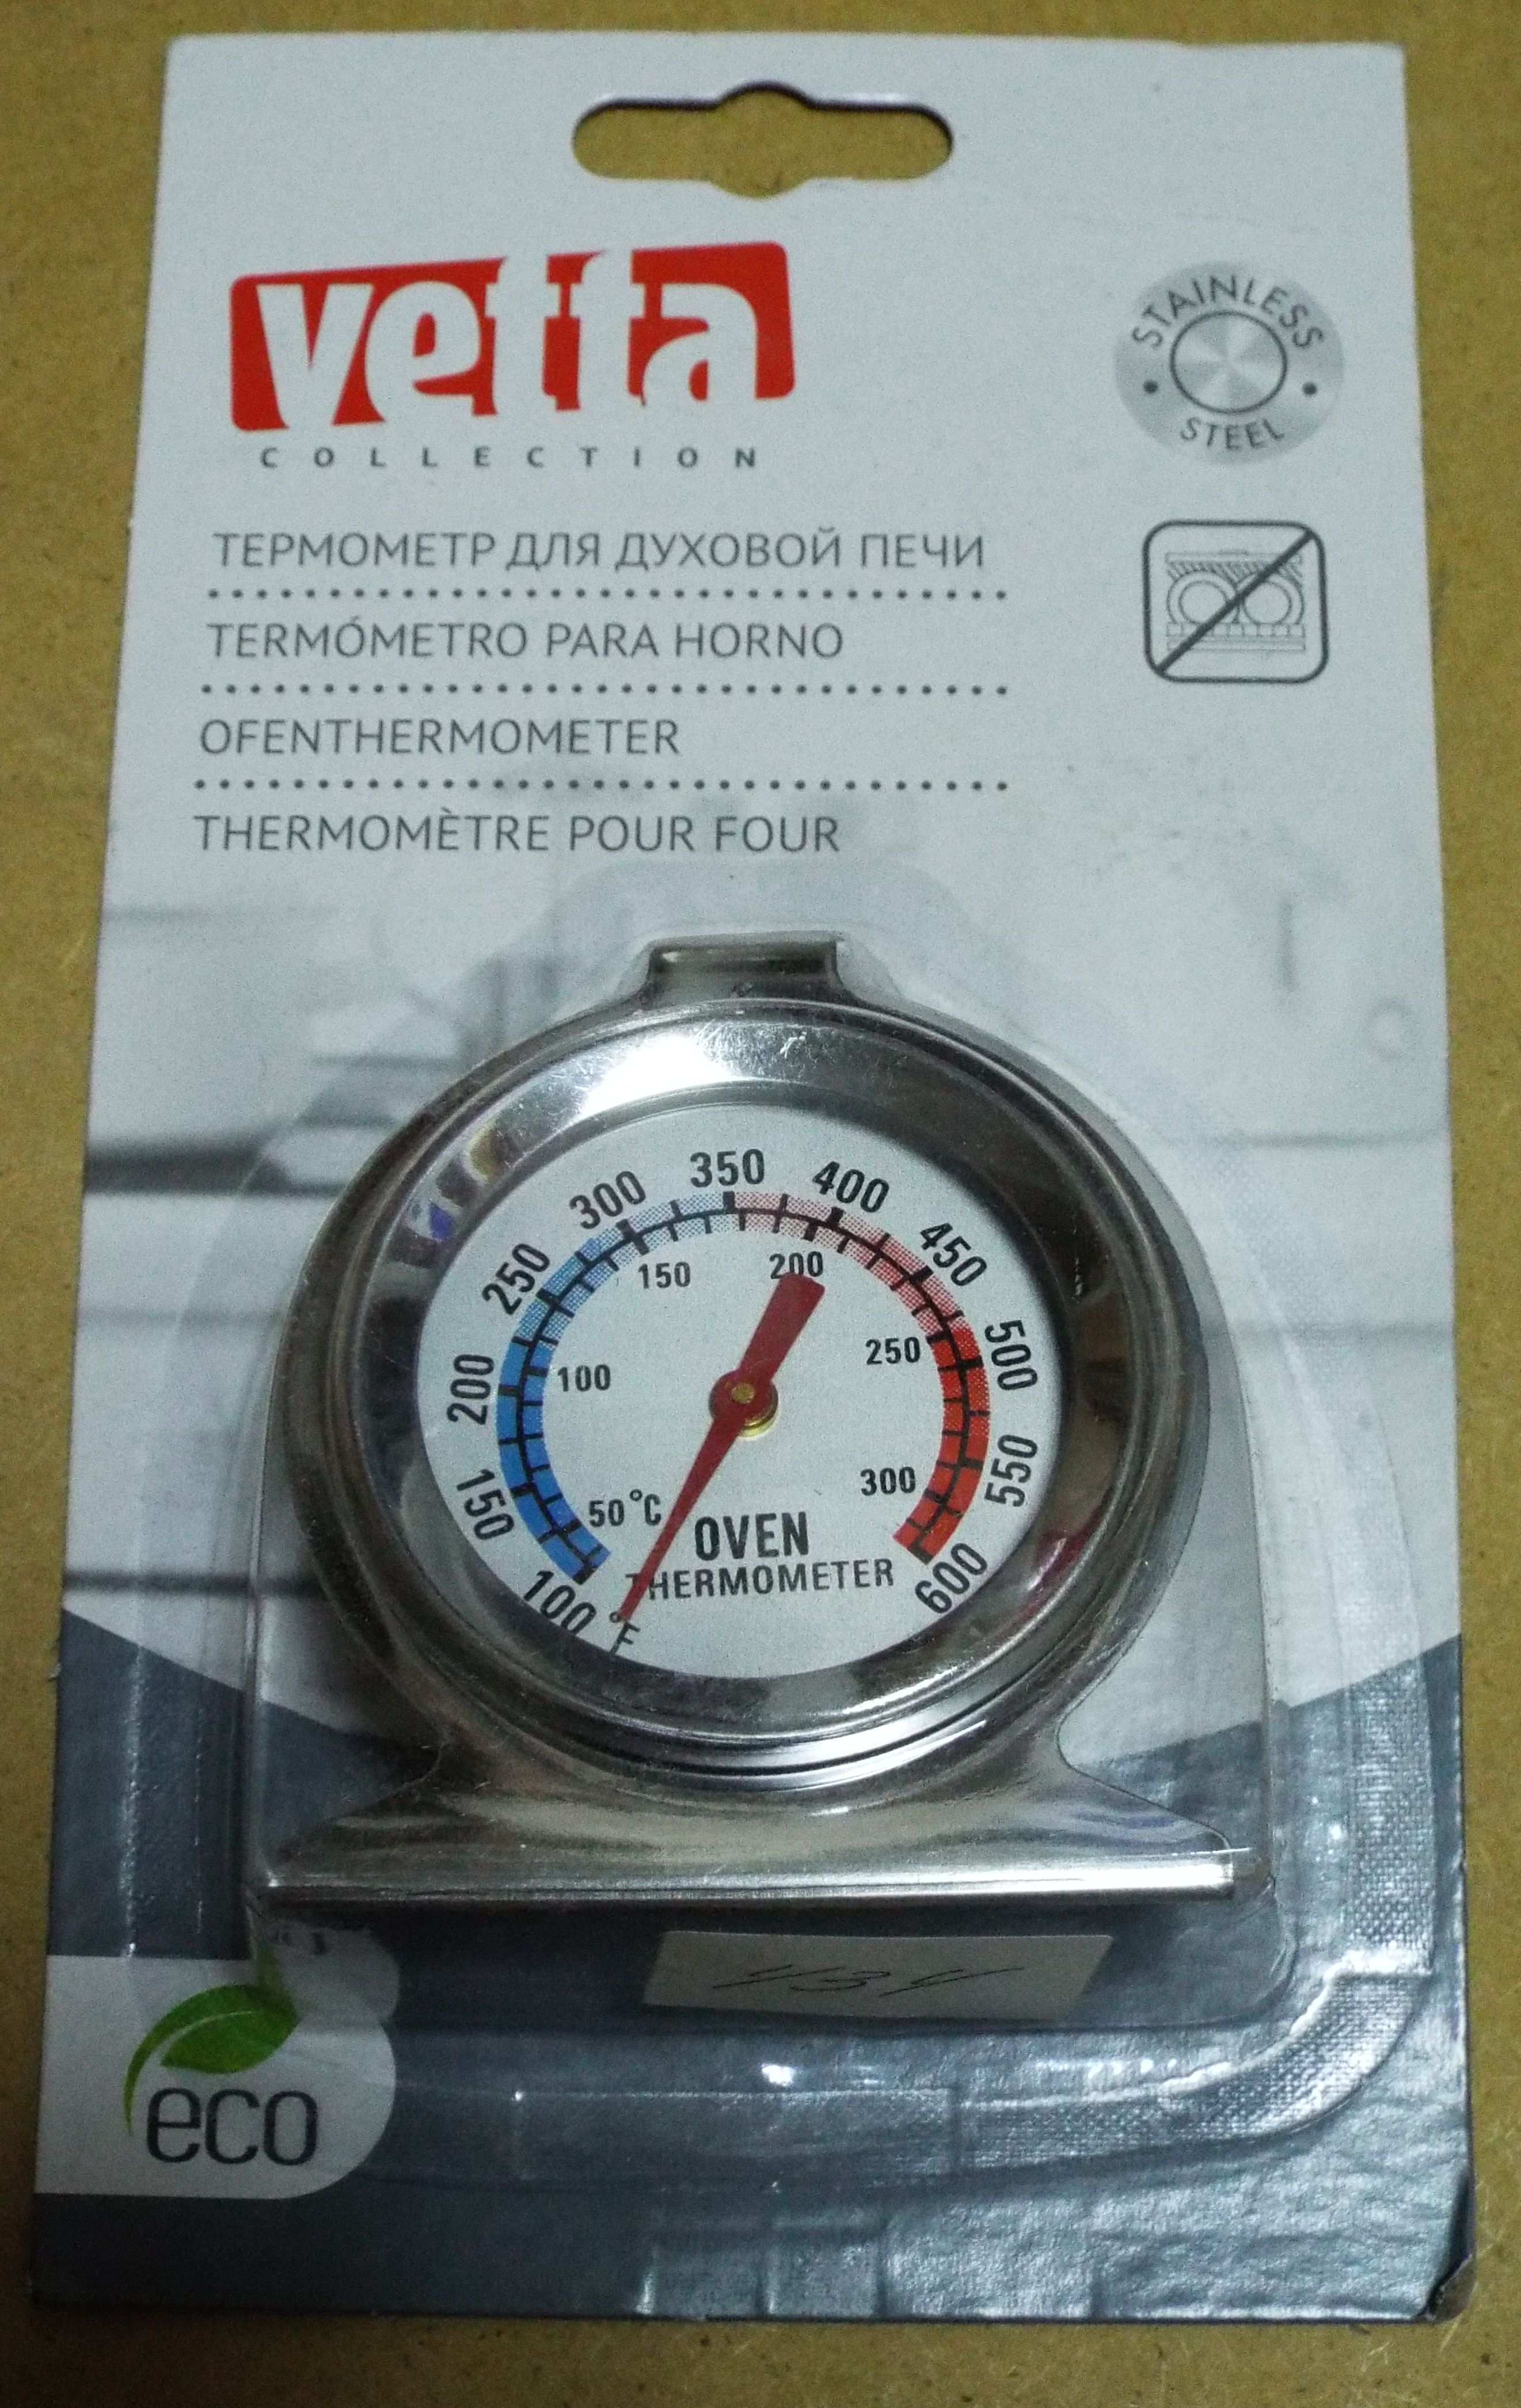 vetta
COLLECTION
STAINLESS
STEEL
ТЕРМОМЕТР ДЛЯ ДУХОВОЙ ПЕЧИ
TERMÓMETRO PARA HORNO
OFENTHERMOMETER
THERMOMÈTRE POUR FOUR
100 °F 150 200 250 300 350 400 450 500 550 600
50°C 100 150 200 250 300
OVEN
THERMOMETER
434
eco